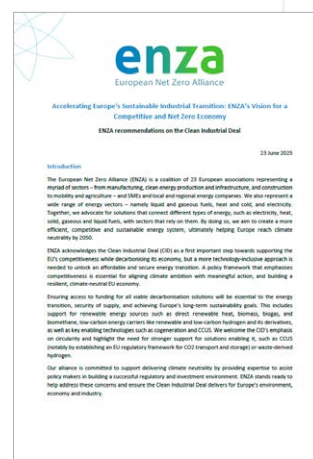 enza
European Net Zero Alliance
Accelerating Europe's Sustainable Industrial Transition: ENZA's Vision for a
Competitive and Net Zero Economy
ENZA recommendations on the Clean Industrial Deal
23 June 2025
Introduction
The European Net Zero Alliance (ENZA) is a coalition of 23 European associations representing a
myriad of sectors – from manufacturing, clean energy production and infrastructure, and construction
to mobility and agriculture – and SMEs and local and regional energy companies. We also represent a
wide range of energy vectors – namely liquid and gaseous fuels, heat and cold, and electricity.
Together, we advocate for solutions that connect different types of energy, such as electricity, heat,
solid, gaseous and liquid fuels, with sectors that rely on them. By doing so, we aim to create a more
efficient, competitive and sustainable energy system, ultimately helping Europe reach climate
neutrality by 2050.
ENZA acknowledges the Clean Industrial Deal (CID) as a first important step towards supporting the
EU's competitiveness while decarbonising its economy, but a more technology-inclusive approach is
needed to unlock an affordable and secure energy transition. A policy framework that emphasises
competitiveness is essential for aligning climate ambition with meaningful action, and building a
resilient, climate-neutral EU economy.
Ensuring access to funding for all viable decarbonisation solutions will be essential to the energy
transition, security of supply, and achieving Europe's long-term sustainability goals. This includes
support for renewable energy sources such as direct renewable heat, biomass, biogas, and
biomethane, low-carbon energy carriers like renewable and low-carbon hydrogen and its derivatives,
as well as key enabling technologies such as cogeneration and CCUS. We welcome the CID's emphasis
on circularity and highlight the need for stronger support for solutions enabling it, such as CCUS
(notably by establishing an EU regulatory framework for CO2 transport and storage) or waste-derived
hydrogen.
Our alliance is committed to support delivering climate neutrality by providing expertise to assist
policy makers in building a successful regulatory and investment environment. ENZA stands ready to
help address these concerns and ensure the Clean Industrial Deal delivers for Europe's environment,
economy and industry.